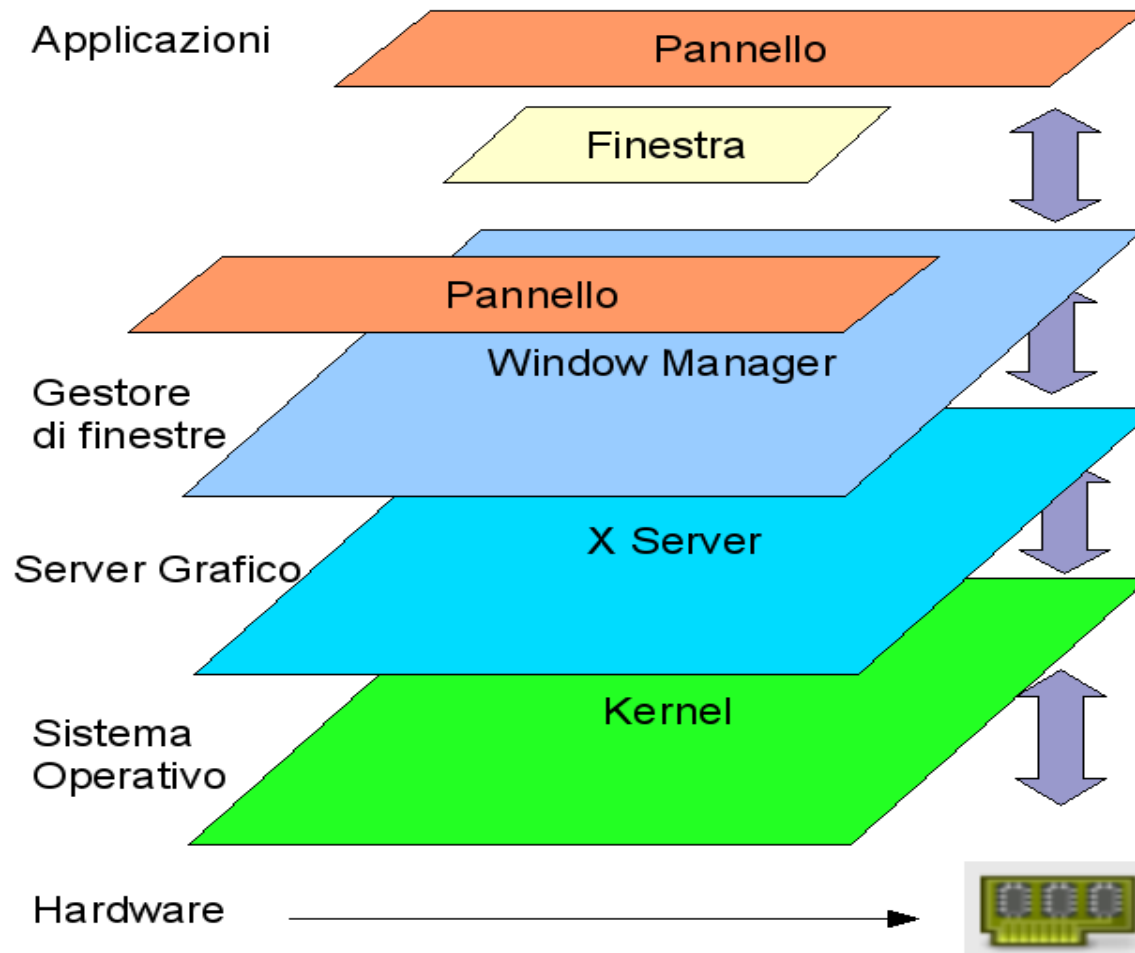 Applicazioni
Pannello
Finestra
Pannello
Window Manager
Gestore
di finestre
X Server
Server Grafico
Kernel
Sistema
Operativo
Hardware